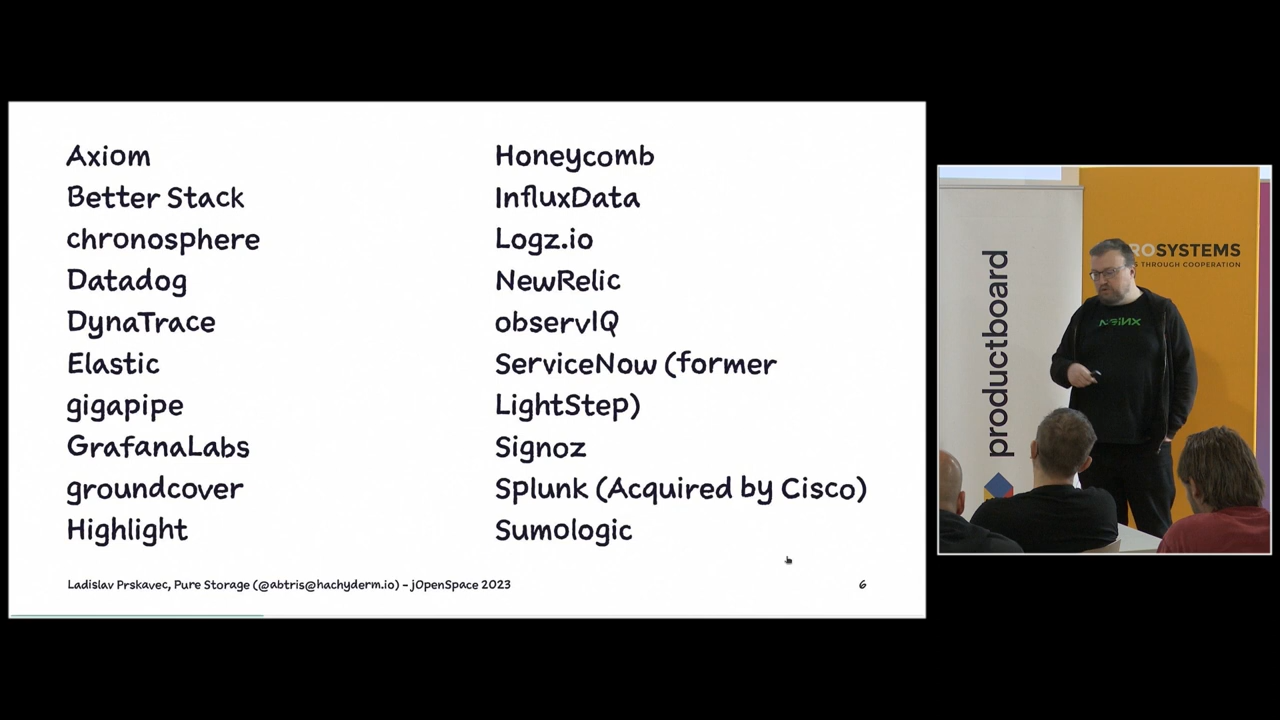 Axiom
Better Stack
chronosphere
Datadog
DynaTrace
Elastic
gigapipe
GrafanaLabs
groundcover
Highlight
Honeycomb
InfluxData
Logz.io
NewRelic
observIQ
ServiceNow (former
LightStep)
Signoz
Splunk (Acquired by Cisco)
Sumologic
Ladislav Prskavec, Pure Storage (@abtris@hachyderm.io) – jOpenSpace 2023
6
productboard
ROSYSTEMS
THROUGH COOPERATION